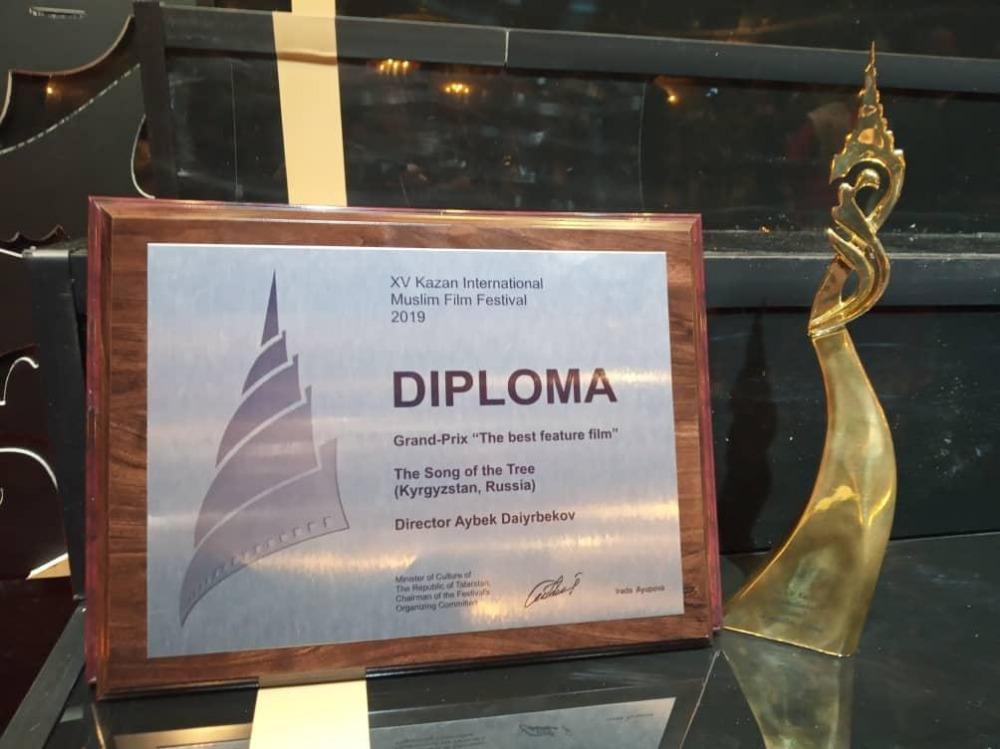 XV Kazan International
Muslim Film Festival
2019
DIPLOMA
Grand-Prix “The best feature film”
The Song of the Tree
(Kyrgyzstan, Russia)
Director Aybek Daiyrbekov
Minister of Culture of
The Republic of Tatarstan,
Chairman of the Festival's
Organizing Committee
Irada Ayupova